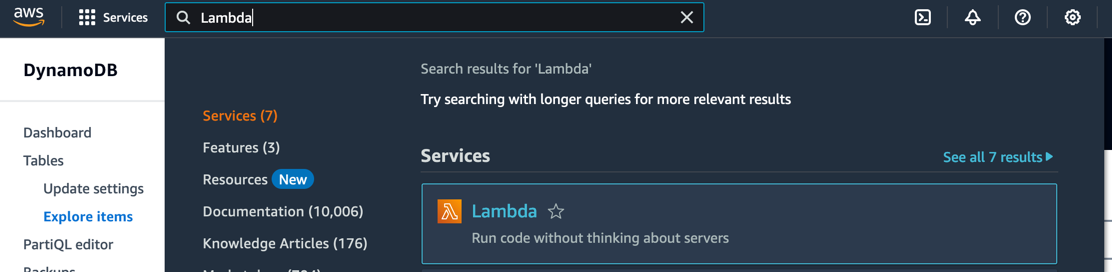 aws
Services
Lambda
DynamoDB
Dashboard
Tables
Update settings
Explore items
PartiQL editor
Backups
Services (7)
Features (3)
Resources New
Documentation (10,006)
Knowledge Articles (176)
Search results for 'Lambda'
Try searching with longer queries for more relevant results
Services
See all 7 results
Lambda
Run code without thinking about servers